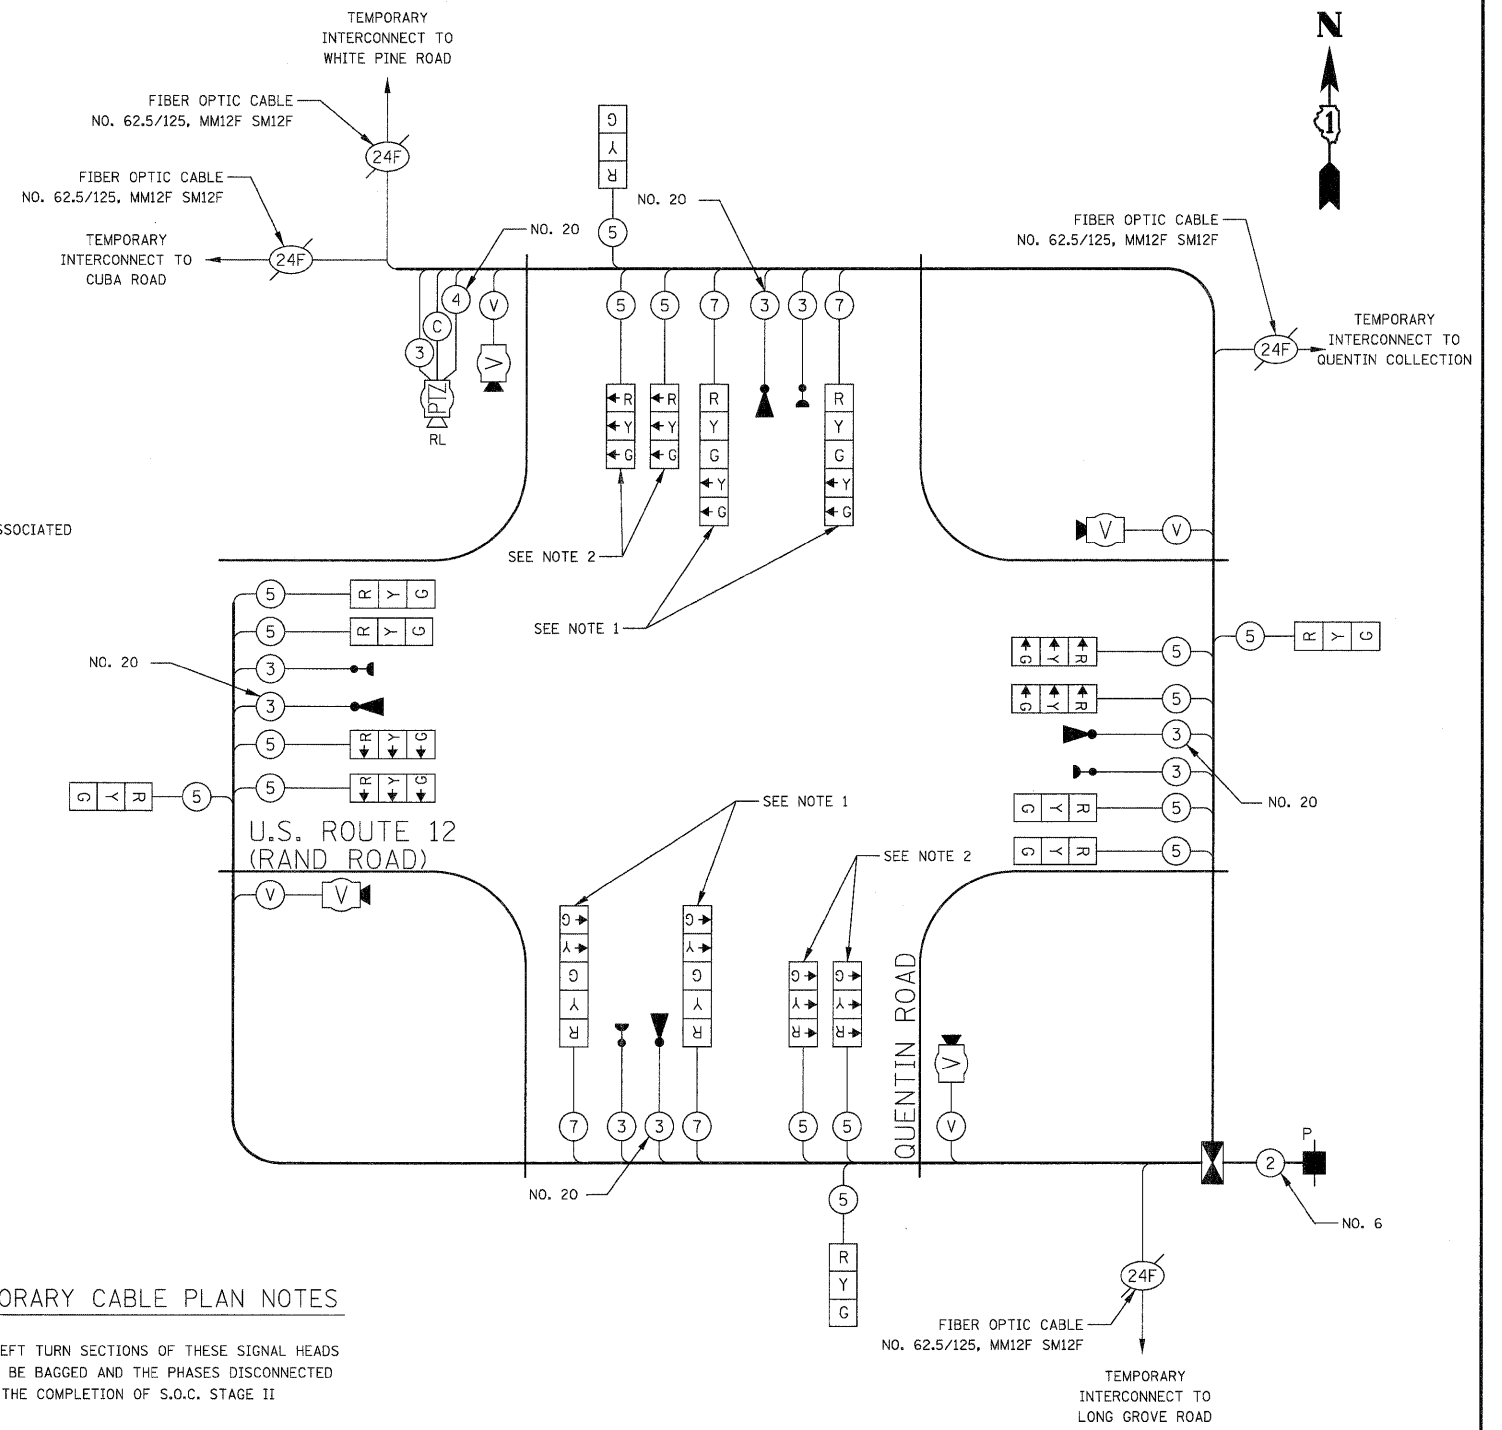 TEMPORARY
INTERCONNECT TO
WHITE PINE ROAD
N
1
FIBER OPTIC CABLE
NO. 62.5/125, MM12F SM12F
24F
G
Y
R
FIBER OPTIC CABLE
NO. 62.5/125, MM12F SM12F
NO. 20
NO. 20
5
FIBER OPTIC CABLE
NO. 62.5/125, MM12F SM12F
TEMPORARY
INTERCONNECT TO
CUBA ROAD
24F
4
V
5
5
7
3
3
7
C
3
TEMPORARY
INTERCONNECT TO
QUENTIN COLLECTION
24F
V
PTZ
RL
R
Y
G
R
Y
G
R
Y
G
Y
G
R
Y
G
Y
G
SSOCIATED
SEE NOTE 2
V
V
SEE NOTE 1
5
R Y G
5
R Y G
3
NO. 20
3
5
R Y G
5
R Y G
G Y R
5
5
R Y G
G Y R
5
G Y R
5
3
3
NO. 20
G Y R
5
G Y R
5
U.S. ROUTE 12
(RAND ROAD)
V
V
SEE NOTE 1
SEE NOTE 2
G
Y
G
Y
R
G
Y
G
Y
R
G
Y
R
G
Y
R
QUENTIN ROAD
V
7
3
3
7
5
5
V
NO. 20
5
R
Y
G
P
2
NO. 6
24F
FIBER OPTIC CABLE
NO. 62.5/125, MM12F SM12F
TEMPORARY
INTERCONNECT TO
LONG GROVE ROAD
ORARY CABLE PLAN NOTES
EFT TURN SECTIONS OF THESE SIGNAL HEADS
BE BAGGED AND THE PHASES DISCONNECTED
THE COMPLETION OF S.O.C. STAGE II